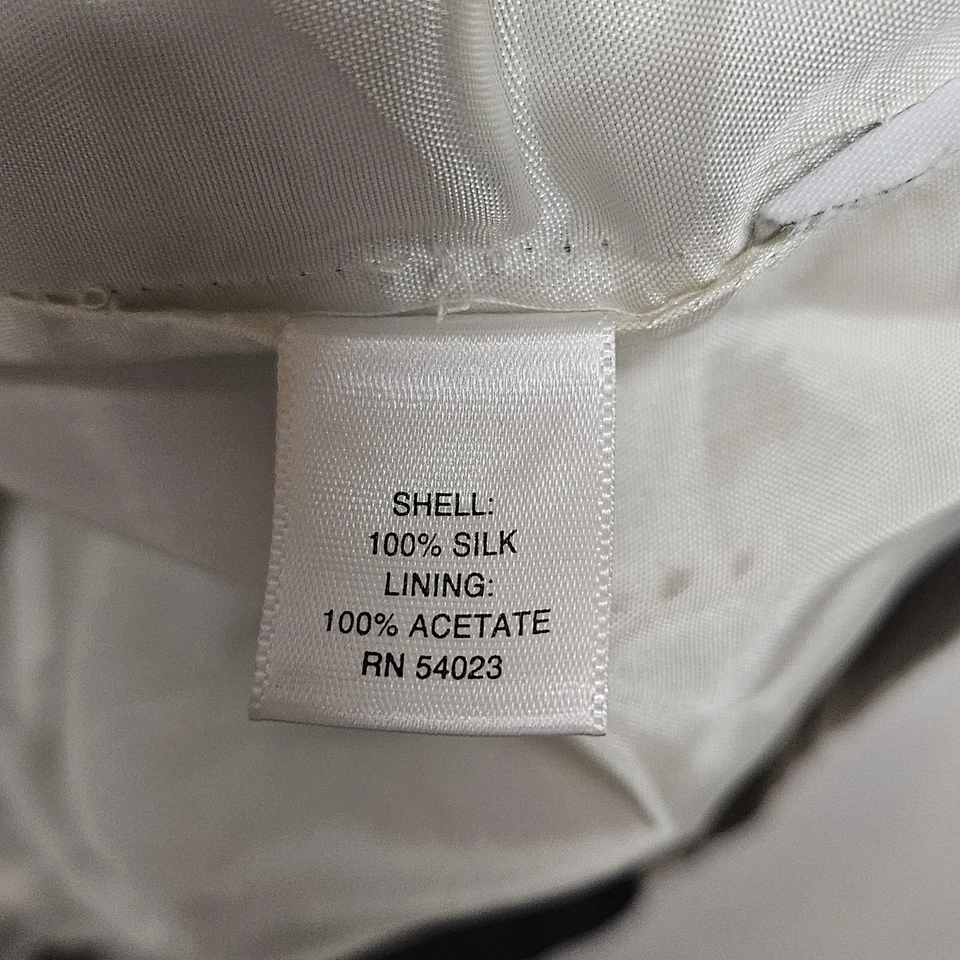 SHELL:
100% SILK
LINING:
100% ACETATE
RN 54023